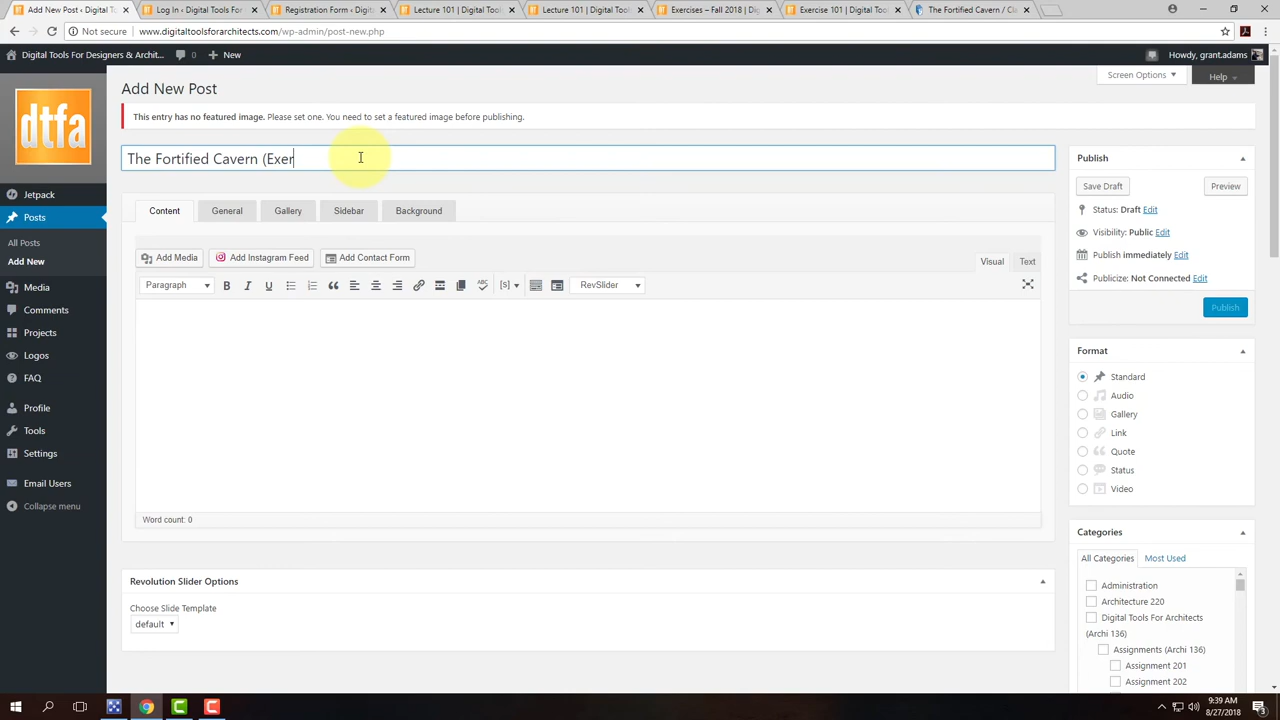 Add New Post ‹ Digital T
Log In ‹ Digital Tools For
Registration Form ‹ Digita
Lecture 101 | Digital Tools
Lecture 201 | Digital Tools
Exercises – Fall 2018 | Di
Exercise 101 | Digital Too
The Fortified Cavern / Cla
Not secure www.digitaltoolsforarchitects.com/wp-admin/post-new.php
Digital Tools For Designers & Archit... 0 New Howdy, grant.adams
dtfa
Jetpack
Posts
All Posts
Add New
Media
Comments
Projects
Logos
FAQ
Profile
Tools
Settings
Email Users
Collapse menu
Screen Options ▼ Help
Add New Post
This entry has no featured image. Please set one. You need to set a featured image before publishing.
The Fortified Cavern (Exer
Content General Gallery Sidebar Background
Add Media Add Instagram Feed Add Contact Form
Visual Text
Paragraph B I U ABC [s] RevSlider
Word count: 0
Revolution Slider Options
Choose Slide Template
default
Publish
Save Draft Preview
Status: Draft Edit
Visibility: Public Edit
Publish immediately Edit
Publicize: Not Connected Edit
Publish
Format
Standard
Audio
Gallery
Link
Quote
Status
Video
Categories
All Categories Most Used
Administration
Architecture 220
Digital Tools For Architects
(Archi 136)
Assignments (Archi 136)
Assignment 201
Assignment 202
9:39 AM
8/27/2018
3